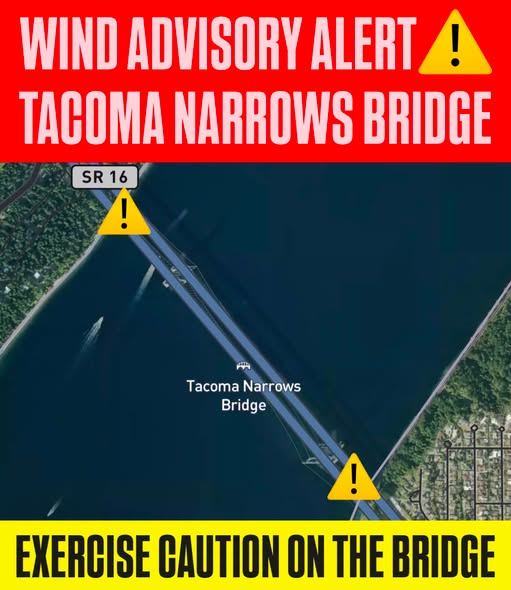 WIND ADVISORY ALERT
TACOMA NARROWS BRIDGE
SR 16
Tacoma Narrows
Bridge
EXERCISE CAUTION ON THE BRIDGE